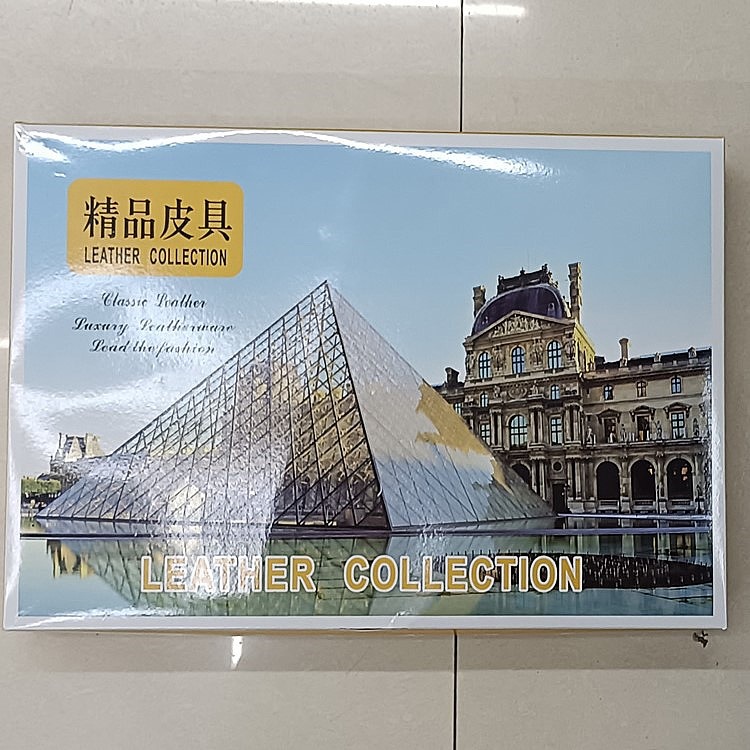 精品皮具
LEATHER COLLECTION
Classic Leather
Luxury Leatherware
Lead the fashion
LEATHER COLLECTION